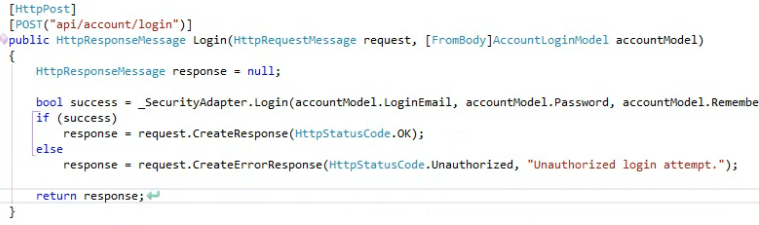 [HttpPost]
[POST("api/account/login")]
public HttpResponseMessage Login(HttpRequestMessage request, [FromBody]AccountLoginModel accountModel)
{
HttpResponseMessage response = null;
bool success = _SecurityAdapter.Login(accountModel.LoginEmail, accountModel.Password, accountModel.Remembe
if (success)
response = request.CreateResponse(HttpStatusCode.OK);
else
response = request.CreateErrorResponse(HttpStatusCode.Unauthorized, "Unauthorized login attempt.");
return response;
}